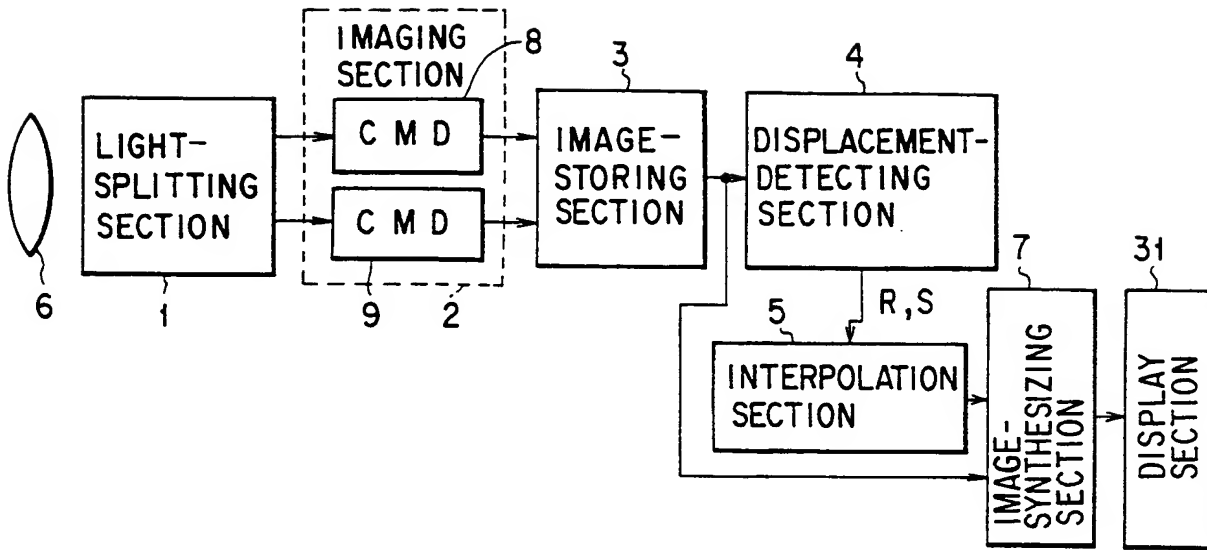 IMAGING
SECTION
8
3
4
LIGHT-
SPLITTING
SECTION
C M D
C M D
IMAGE-
STORING
SECTION
DISPLACEMENT-
DETECTING
SECTION
6
1
9
2
R,S
5
7
31
INTERPOLATION
SECTION
IMAGE-
SYNTHESIZING
SECTION
DISPLAY
SECTION